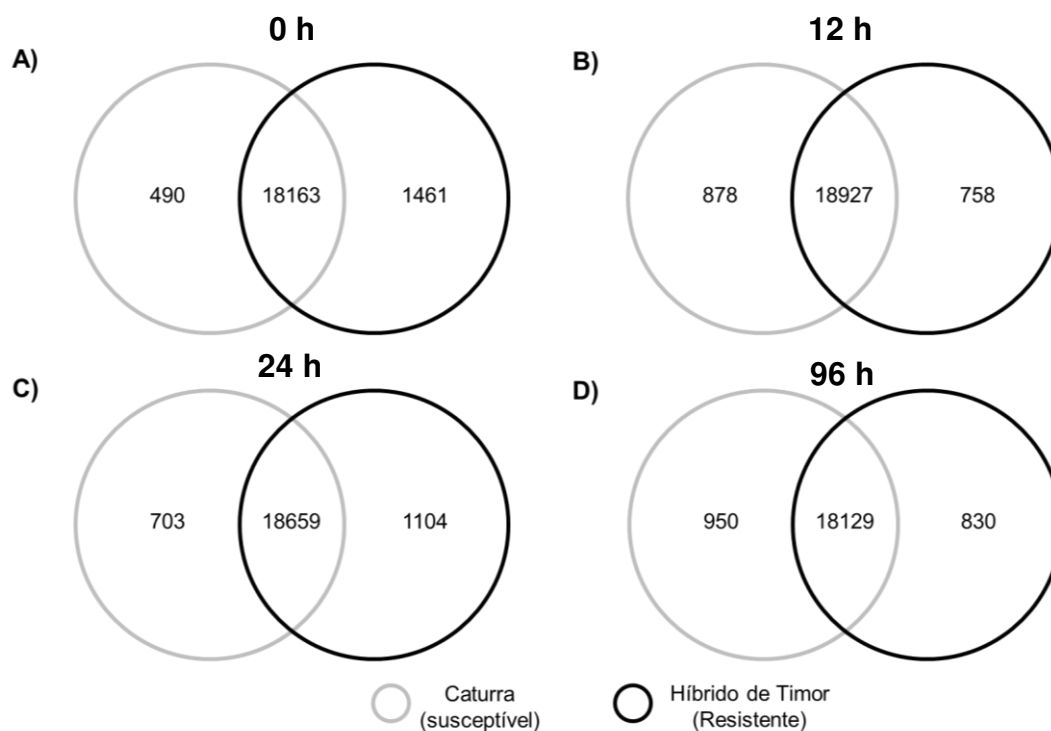 0 h
A)
490
18163
1461
12 h
B)
878
18927
758
24 h
C)
703
18659
1104
96 h
D)
950
18129
830
Caturra
(susceptível)
Híbrido de Timor
(Resistente)